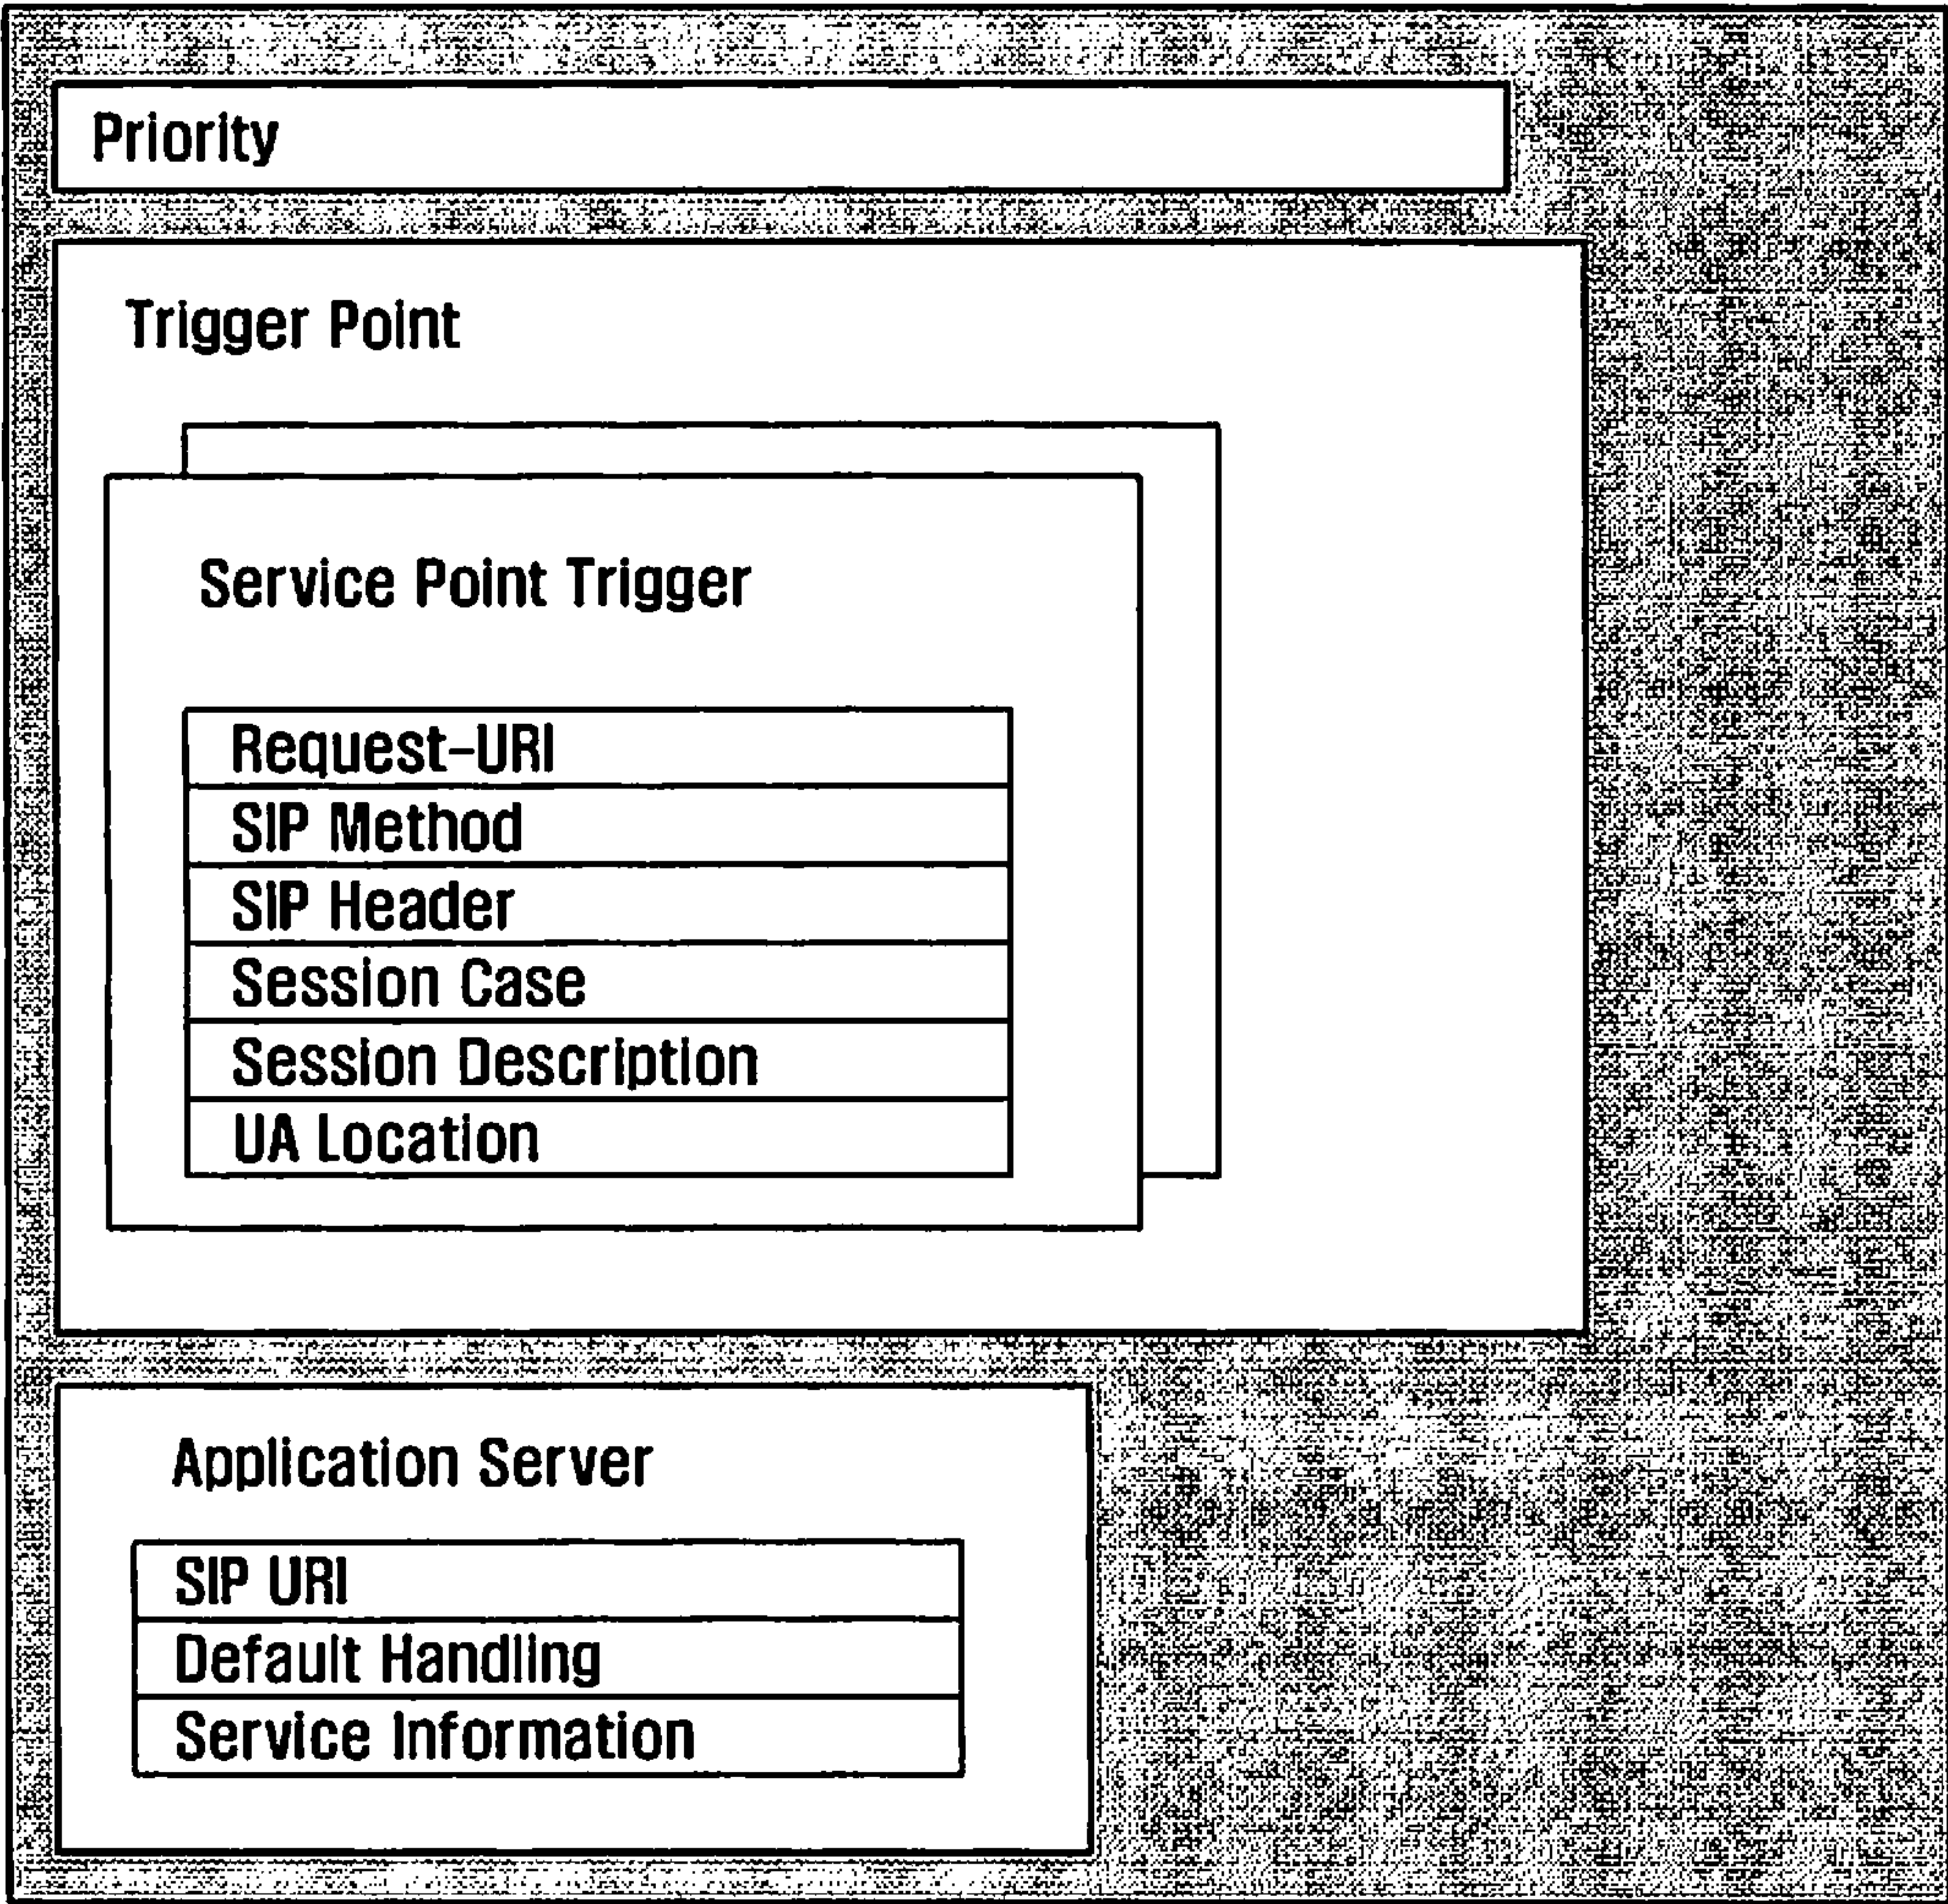 Priority
Trigger Point
Service Point Trigger
Request-URI
SIP Method
SIP Header
Session Case
Session Description
UA Location
Application Server
SIP URI
Default Handling
Service Information